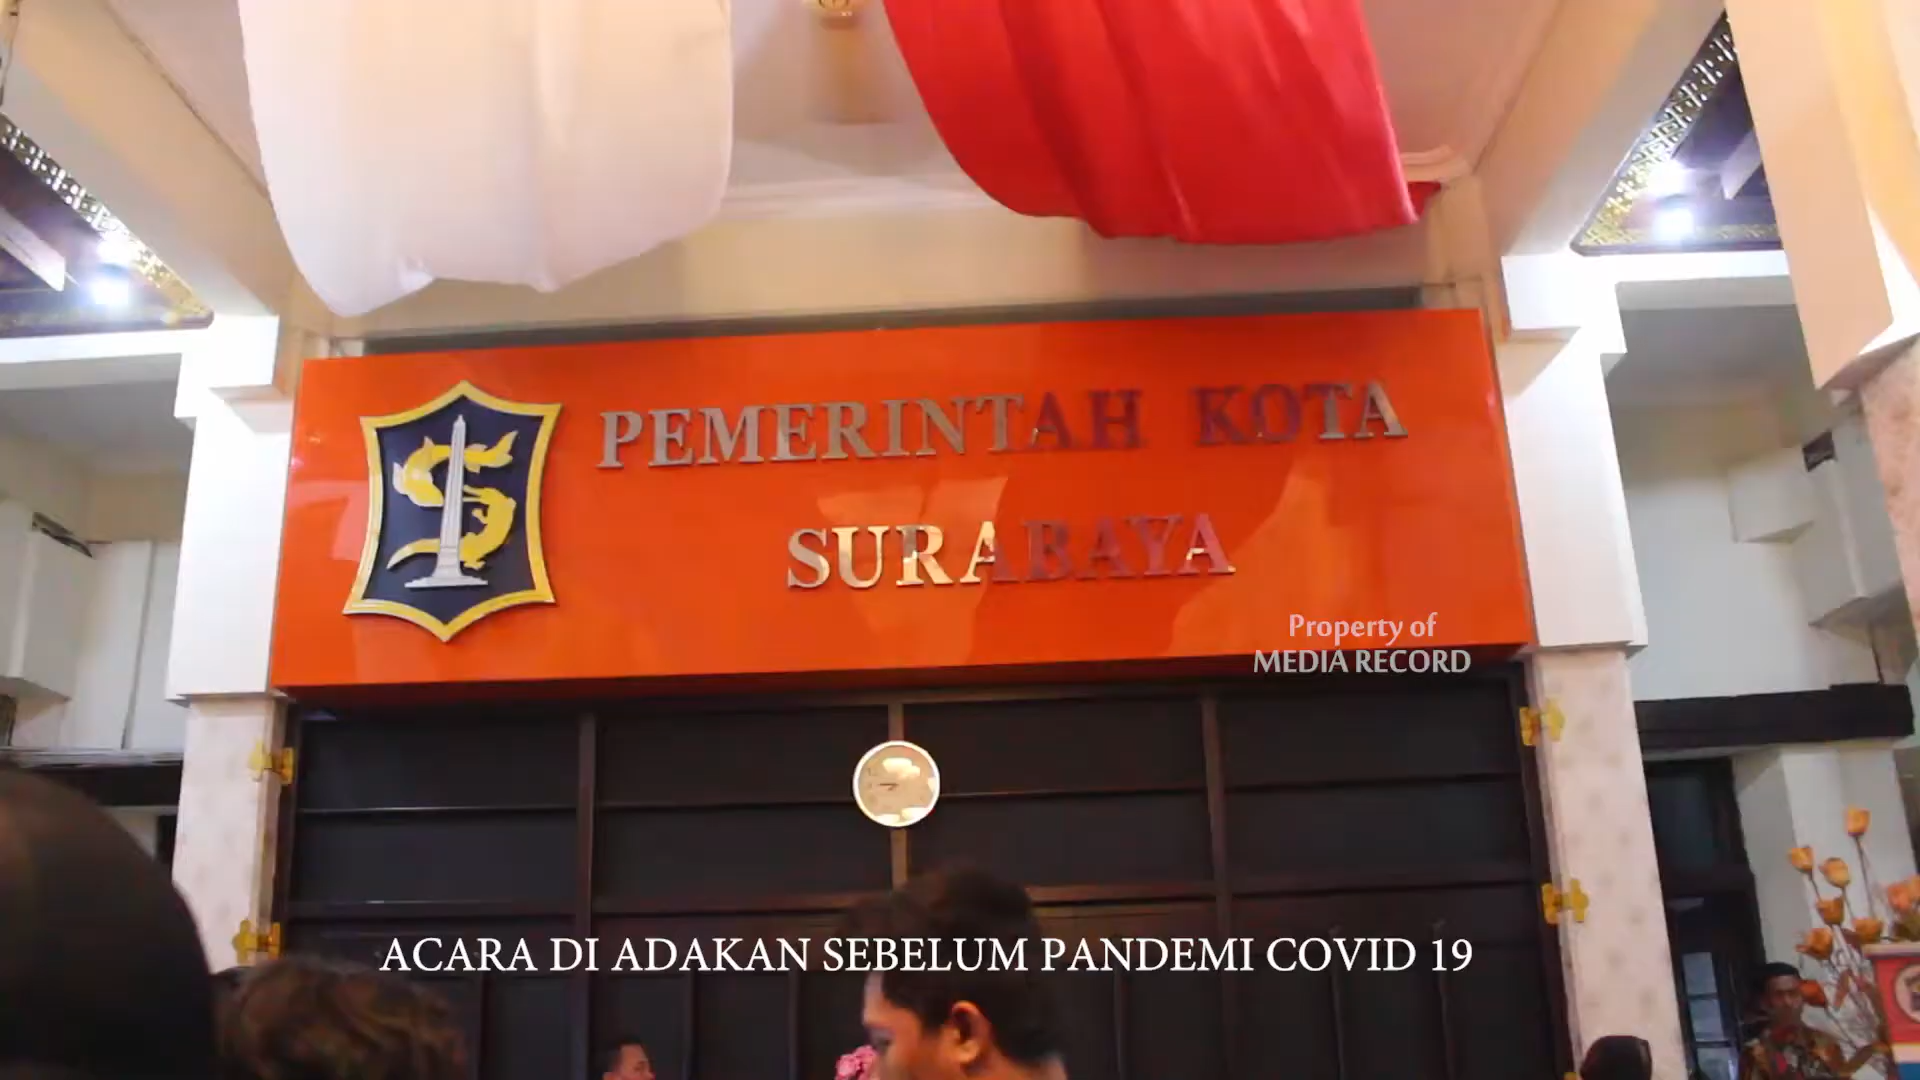 PEMERINTAH KOTA
SURABAYA
Property of
MEDIA RECORD
ACARA DI ADAKAN SEBELUM PANDEMI COVID 19